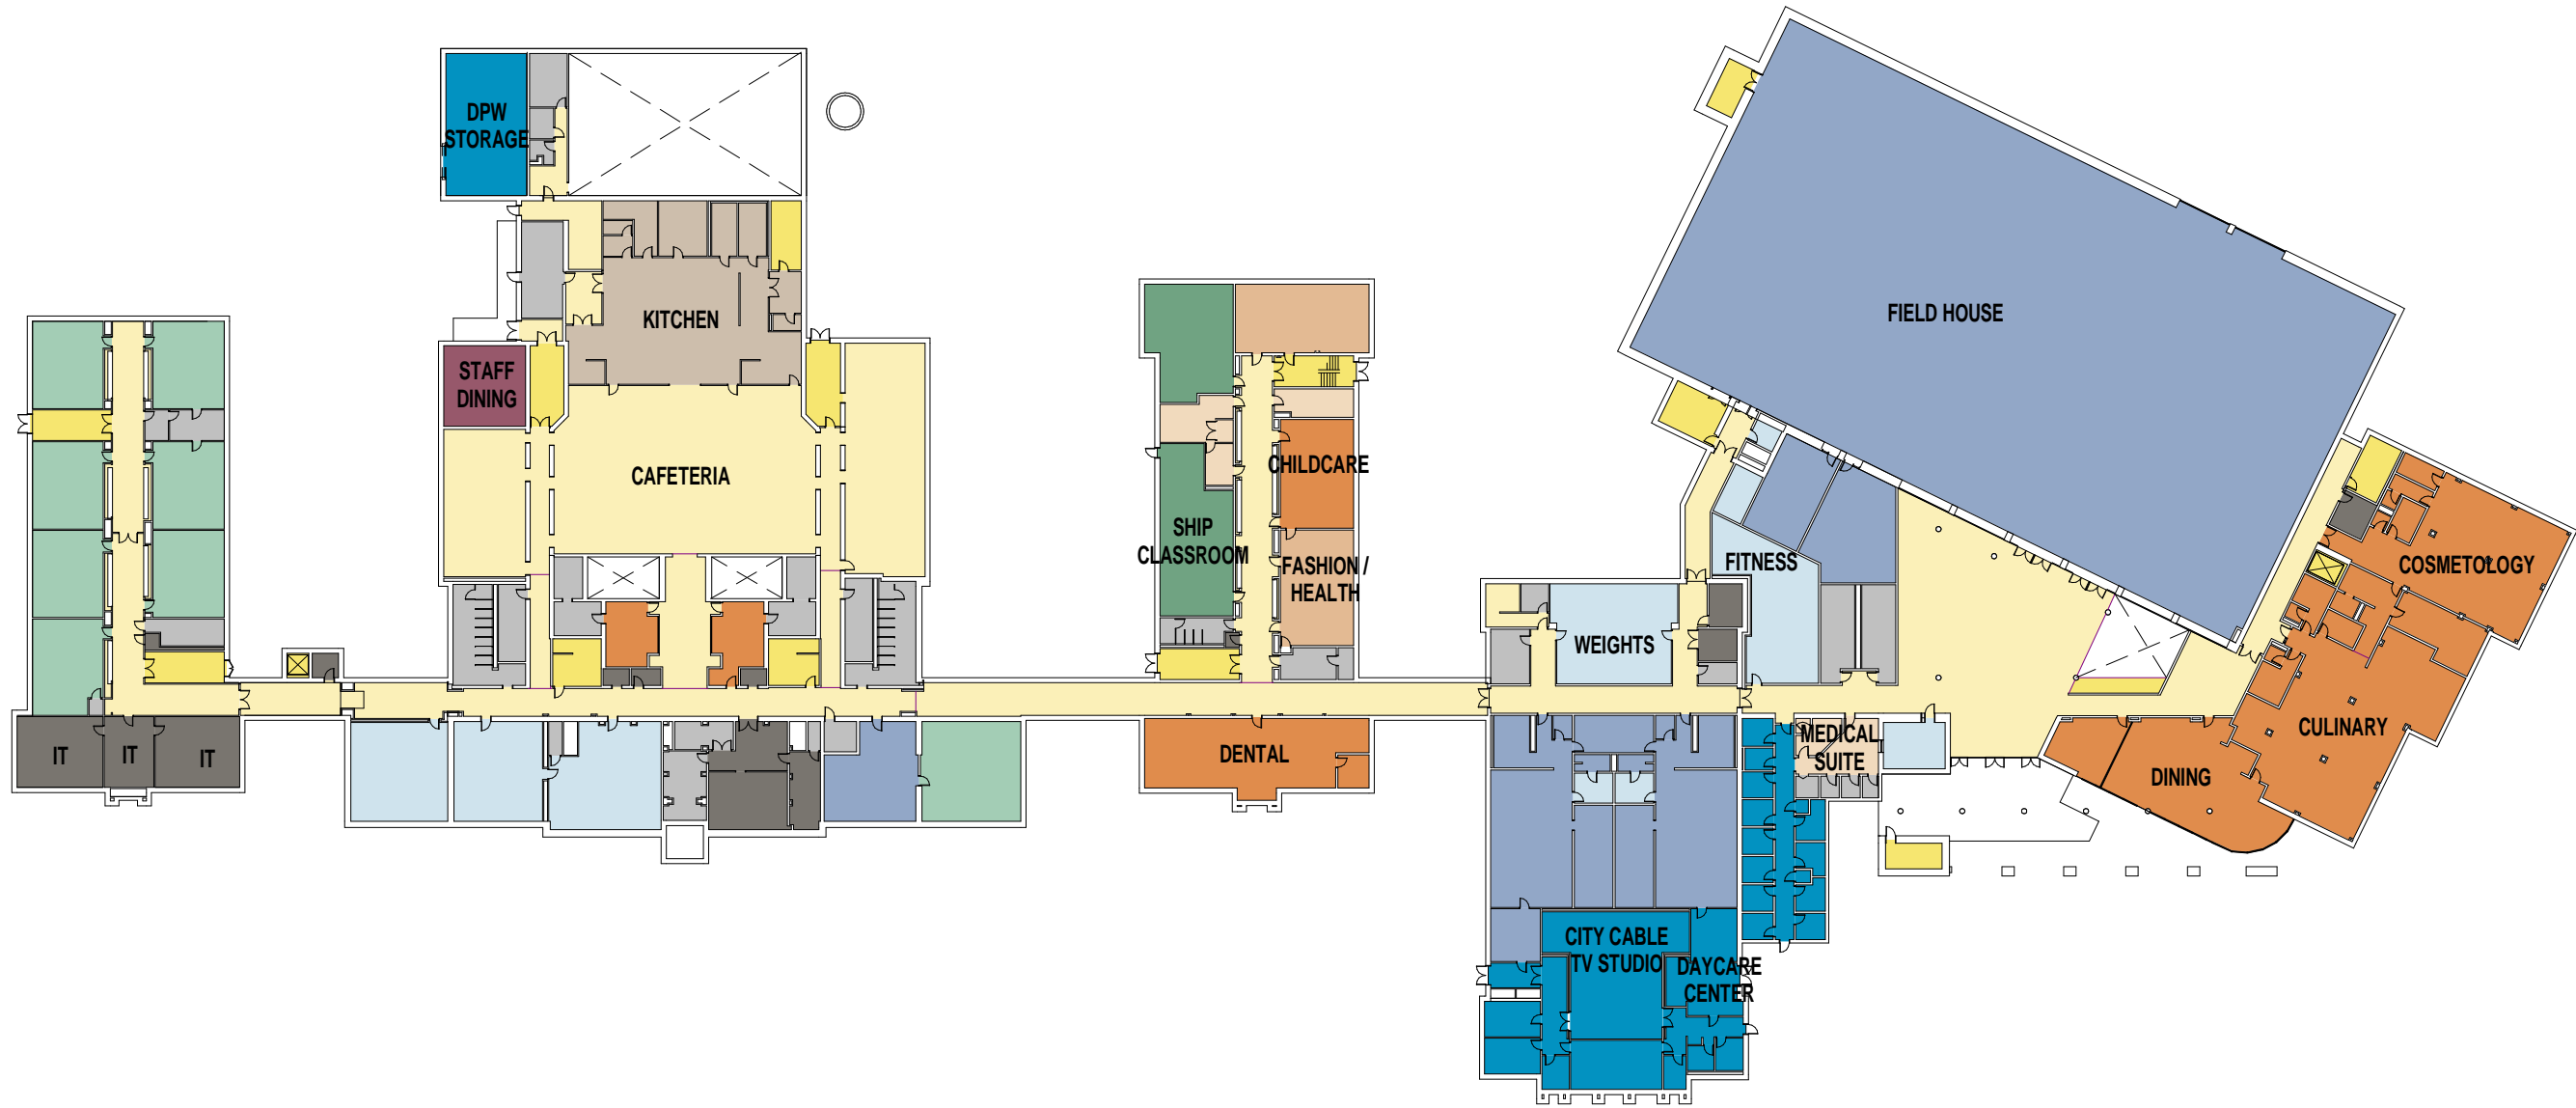 DPW
STORAGE
KITCHEN
STAFF
DINING
CAFETERIA
IT
IT
IT
SHIP
CLASSROOM
CHILDCARE
FASHION /
HEALTH
DENTAL
FIELD HOUSE
FITNESS
WEIGHTS
MEDICAL
SUITE
COSMETOLOGY
CULINARY
DINING
CITY CABLE
TV STUDIO
DAYCARE
CENTER